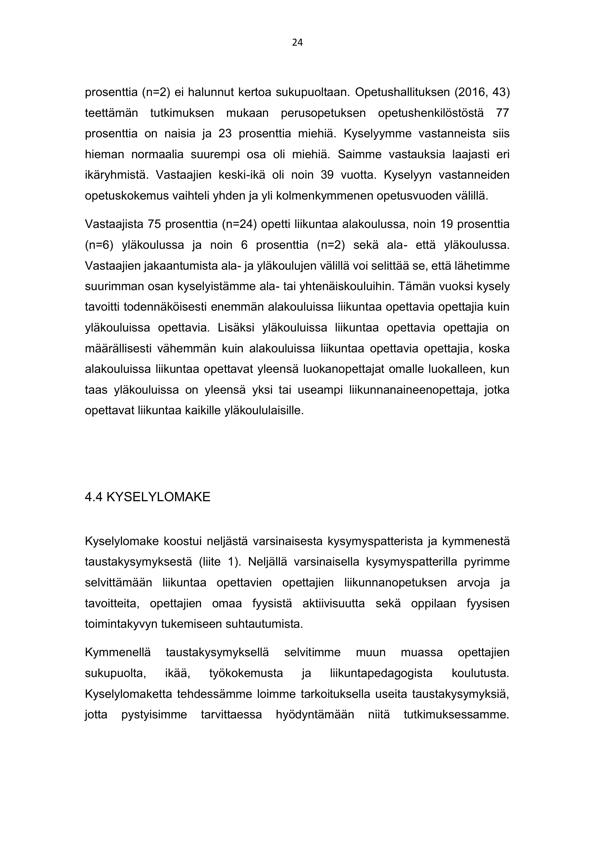 24
prosenttia (n=2) ei halunnut kertoa sukupuoltaan. Opetushallituksen (2016, 43)
teettämän tutkimuksen mukaan perusopetuksen opetushenkilöstöstä 77
prosenttia on naisia ja 23 prosenttia miehiä. Kyselyymme vastanneista siis
hieman normaalia suurempi osa oli miehiä. Saimme vastauksia laajasti eri
ikäryhmistä. Vastaajien keski-ikä oli noin 39 vuotta. Kyselyyn vastanneiden
opetuskokemus vaihteli yhden ja yli kolmenkymmenen opetusvuoden välillä.
Vastaajista 75 prosenttia (n=24) opetti liikuntaa alakoulussa, noin 19 prosenttia
(n=6) yläkoulussa ja noin 6 prosenttia (n=2) sekä ala- että yläkoulussa.
Vastaajien jakaantumista ala- ja yläkoulujen välillä voi selittää se, että lähetimme
suurimman osan kyselyistämme ala- tai yhtenäiskouluihin. Tämän vuoksi kysely
tavoitti todennäköisesti enemmän alakouluissa liikuntaa opettavia opettajia kuin
yläkouluissa opettavia. Lisäksi yläkouluissa liikuntaa opettavia opettajia on
määrällisesti vähemmän kuin alakouluissa liikuntaa opettavia opettajia, koska
alakouluissa liikuntaa opettavat yleensä luokanopettajat omalle luokalleen, kun
taas yläkouluissa on yleensä yksi tai useampi liikunnanaineenopettaja, jotka
opettavat liikuntaa kaikille yläkoululaisille.
4.4 KYSELYLOMAKE
Kyselylomake koostui neljästä varsinaisesta kysymyspatterista ja kymmenestä
taustakysymyksestä (liite 1). Neljällä varsinaisella kysymyspatterilla pyrimme
selvittämään liikuntaa opettavien opettajien liikunnanopetuksen arvoja ja
tavoitteita, opettajien omaa fyysistä aktiivisuutta sekä oppilaan fyysisen
toimintakyvyn tukemiseen suhtautumista.
Kymmenellä taustakysymyksellä selvitimme muun muassa opettajien
sukupuolta, ikää, työkokemusta ja liikuntapedagogista koulutusta.
Kyselylomaketta tehdessämme loimme tarkoituksella useita taustakysymyksiä,
jotta pystyisimme tarvittaessa hyödyntämään niitä tutkimuksessamme.